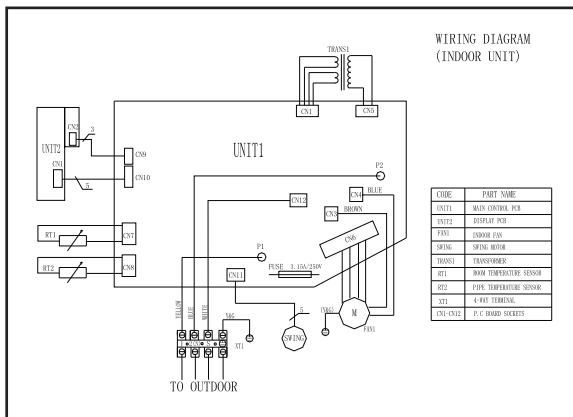 WIRING DIAGRAM
(INDOOR UNIT)
TRANS1
CN1
CN5
CN2
3
UNIT2
CN1
5
CN9
CN10
UNIT1
P2
CN4
BLUE
CN12
CN3
BROWN
RT1
CN7
CN6
P1
RT2
CN8
CN11
FUSE 3.15A/250V
YELLOW
BLUE
WHITE
Y/G
XT1
5
SWING
(Y/G)
M
FAN1
TO OUTDOOR
CODE PART NAME
UNIT1 MAIN CONTROL PCB
UNIT2 DISPLAY PCB
FAN1 INDOOR FAN
SWING SWING MOTOR
TRANS1 TRANSFORMER
RT1 ROOM TEMPERATURE SENSOR
RT2 PIPE TEMPERATURE SENSOR
XT1 4-WAY TERMINAL
CN1-CN12 P.C BOARD SOCKETS